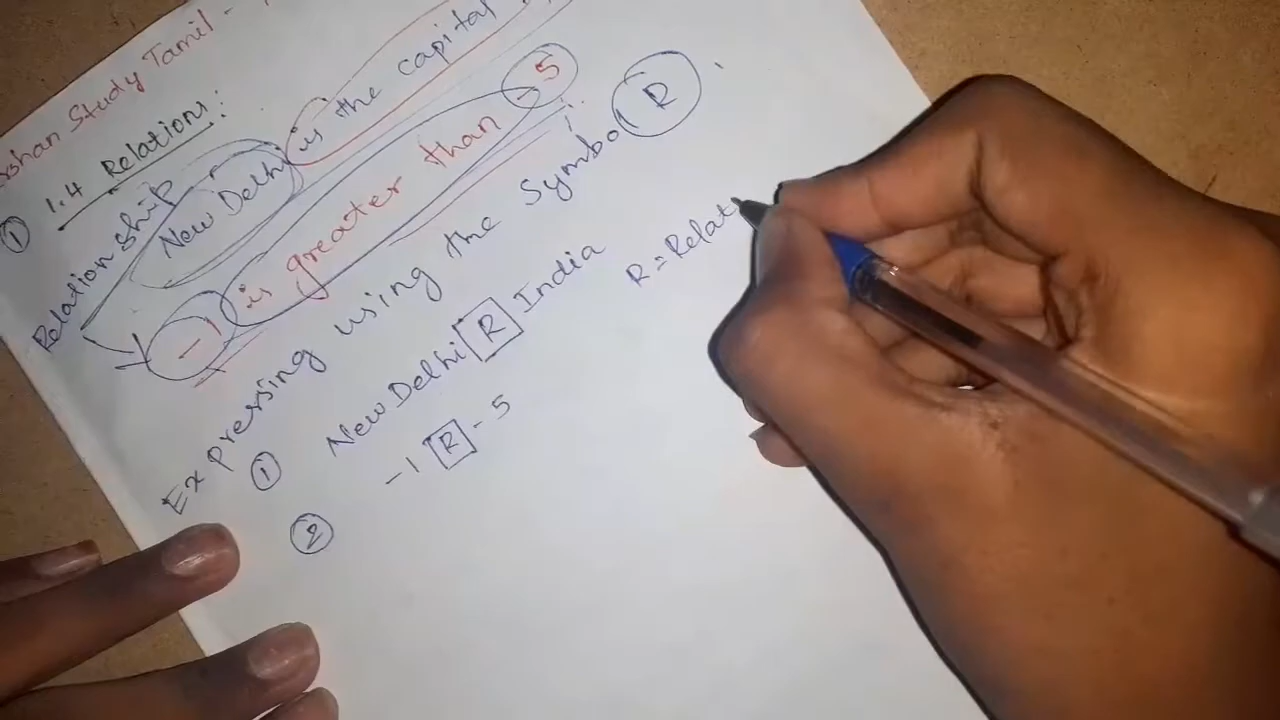 rshan Study Tamil -
1.4 Relations:
① Relationship
New Delhi is the capital
-1 is greater than - 5
Expressing using the Symbol R .
① New Delhi R India
② -1 R - 5
R = Relat